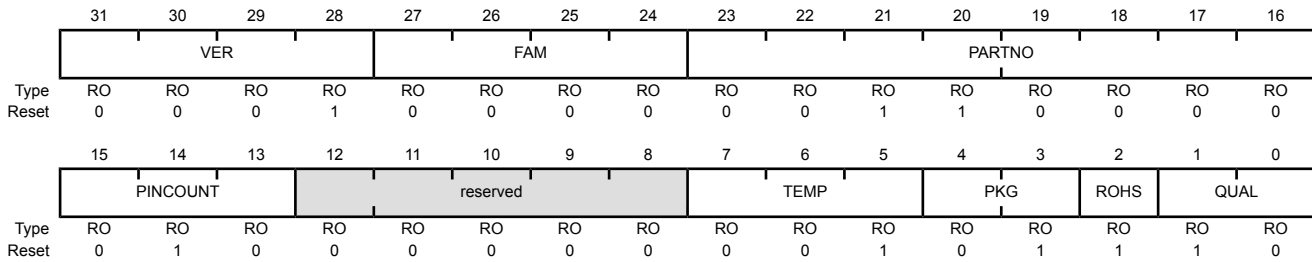 31 30 29 28 27 26 25 24 23 22 21 20 19 18 17 16
VER FAM PARTNO
Type RO RO RO RO RO RO RO RO RO RO RO RO RO RO RO RO
Reset 0 0 0 1 0 0 0 0 0 0 1 1 0 0 0 0
15 14 13 12 11 10 9 8 7 6 5 4 3 2 1 0
PINCOUNT reserved TEMP PKG ROHS QUAL
Type RO RO RO RO RO RO RO RO RO RO RO RO RO RO RO RO
Reset 0 1 0 0 0 0 0 0 0 0 1 0 1 1 1 0